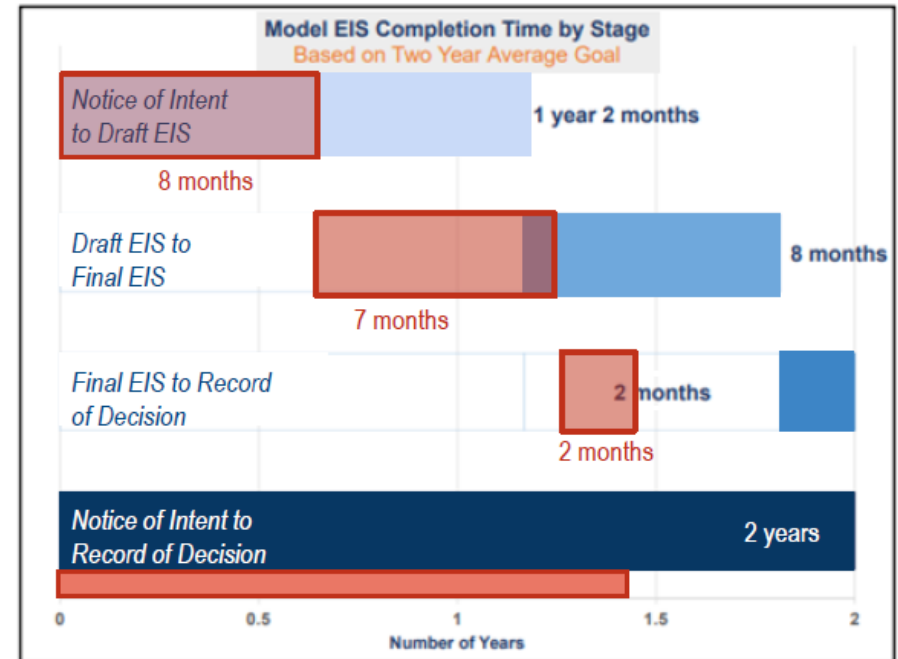 Model EIS Completion Time by Stage
Based on Two Year Average Goal
Notice of Intent
to Draft EIS
1 year 2 months
8 months
Draft EIS to
Final EIS
8 months
7 months
Final EIS to Record
of Decision
2 months
2 months
Notice of Intent to
Record of Decision
2 years
0 0.5 1 1.5 2
Number of Years